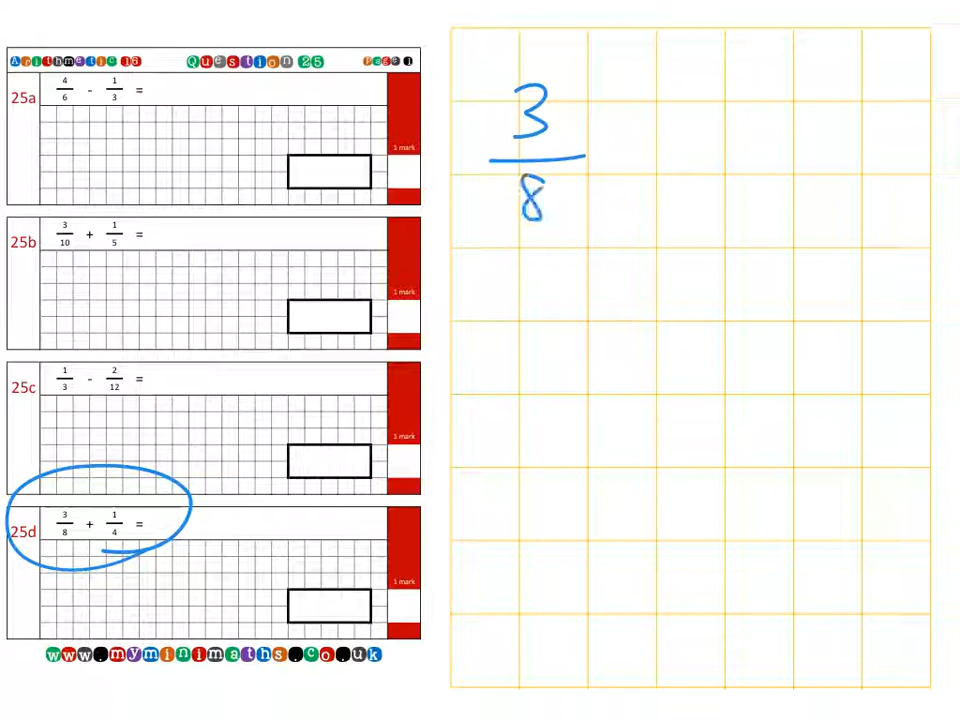 Arithmetic 16 Question 25 Page 1
25a 4/6 - 1/3 =
1 mark
25b 3/10 + 1/5 =
1 mark
25c 1/3 - 2/12 =
1 mark
25d 3/8 + 1/4 =
1 mark
www.myminimaths.co.uk
3
8